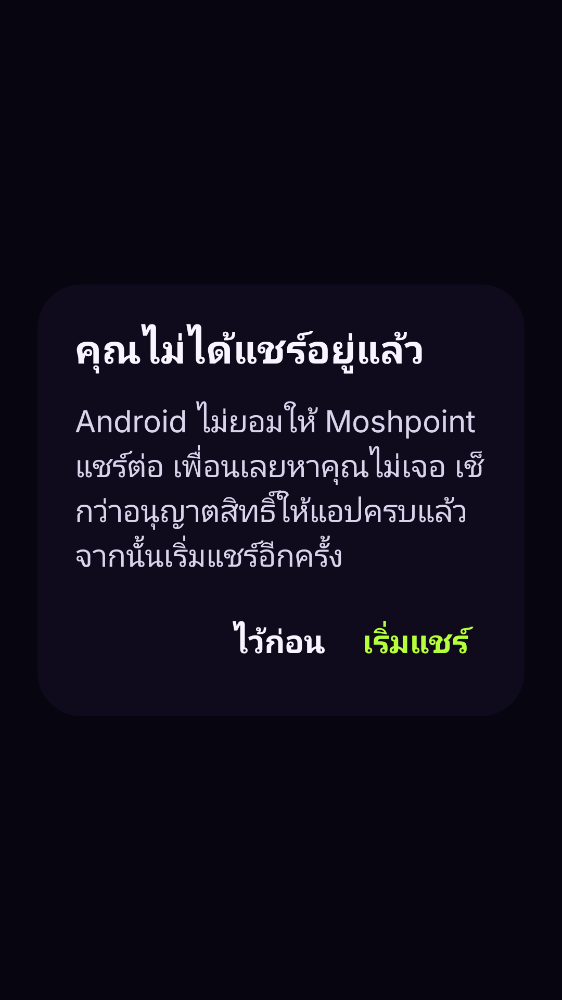 คุณไม่ได้แชร์อยู่แล้ว
Android ไม่ยอมให้ Moshpoint
แชร์ต่อ เพื่อนเลยหาคุณไม่เจอ เช็
กว่าอนุญาตสิทธิ์ให้แอปครบแล้ว
จากนั้นเริ่มแชร์อีกครั้ง
ไว้ก่อน เริ่มแชร์